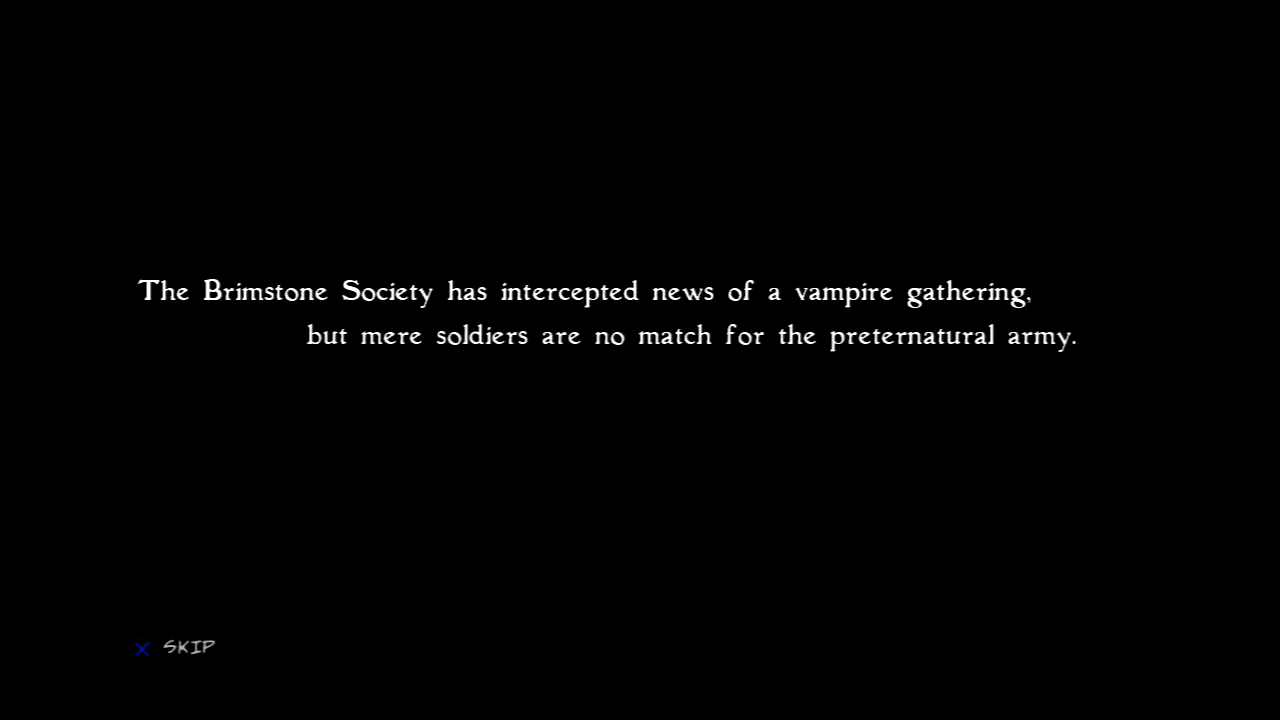 The Brimstone Society has intercepted news of a vampire gathering,
but mere soldiers are no match for the preternatural army.
X SKIP